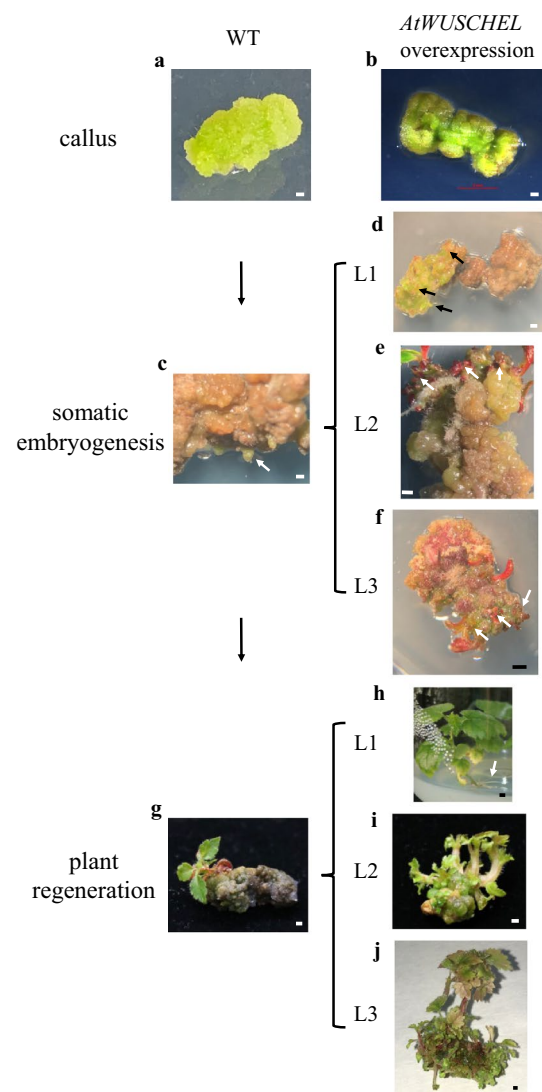 WT
AtWUSCHEL
overexpression
a
b
callus
d
L1
c
e
somatic
embryogenesis
L2
f
L3
h
L1
g
i
plant
regeneration
L2
j
L3